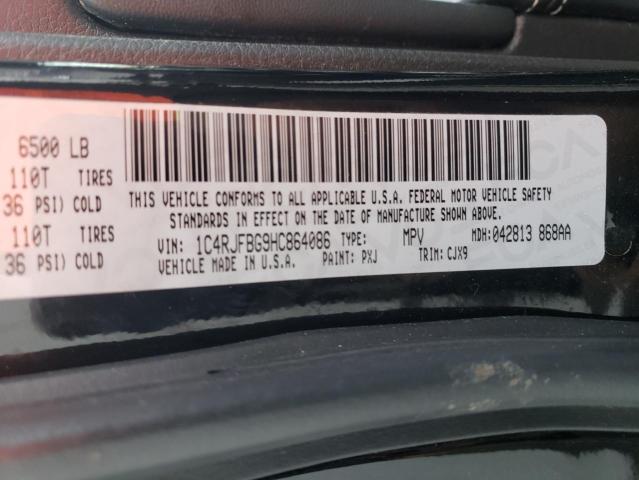 6500 LB
110T TIRES
36 PSI) COLD
110T TIRES
36 PSI) COLD
THIS VEHICLE CONFORMS TO ALL APPLICABLE U.S.A. FEDERAL MOTOR VEHICLE SAFETY
STANDARDS IN EFFECT ON THE DATE OF MANUFACTURE SHOWN ABOVE.
VIN: 1C4RJFBG9HC864086 TYPE: MPV MDH:042813 868AA
VEHICLE MADE IN U.S.A. PAINT: PXJ TRIM: CJX9